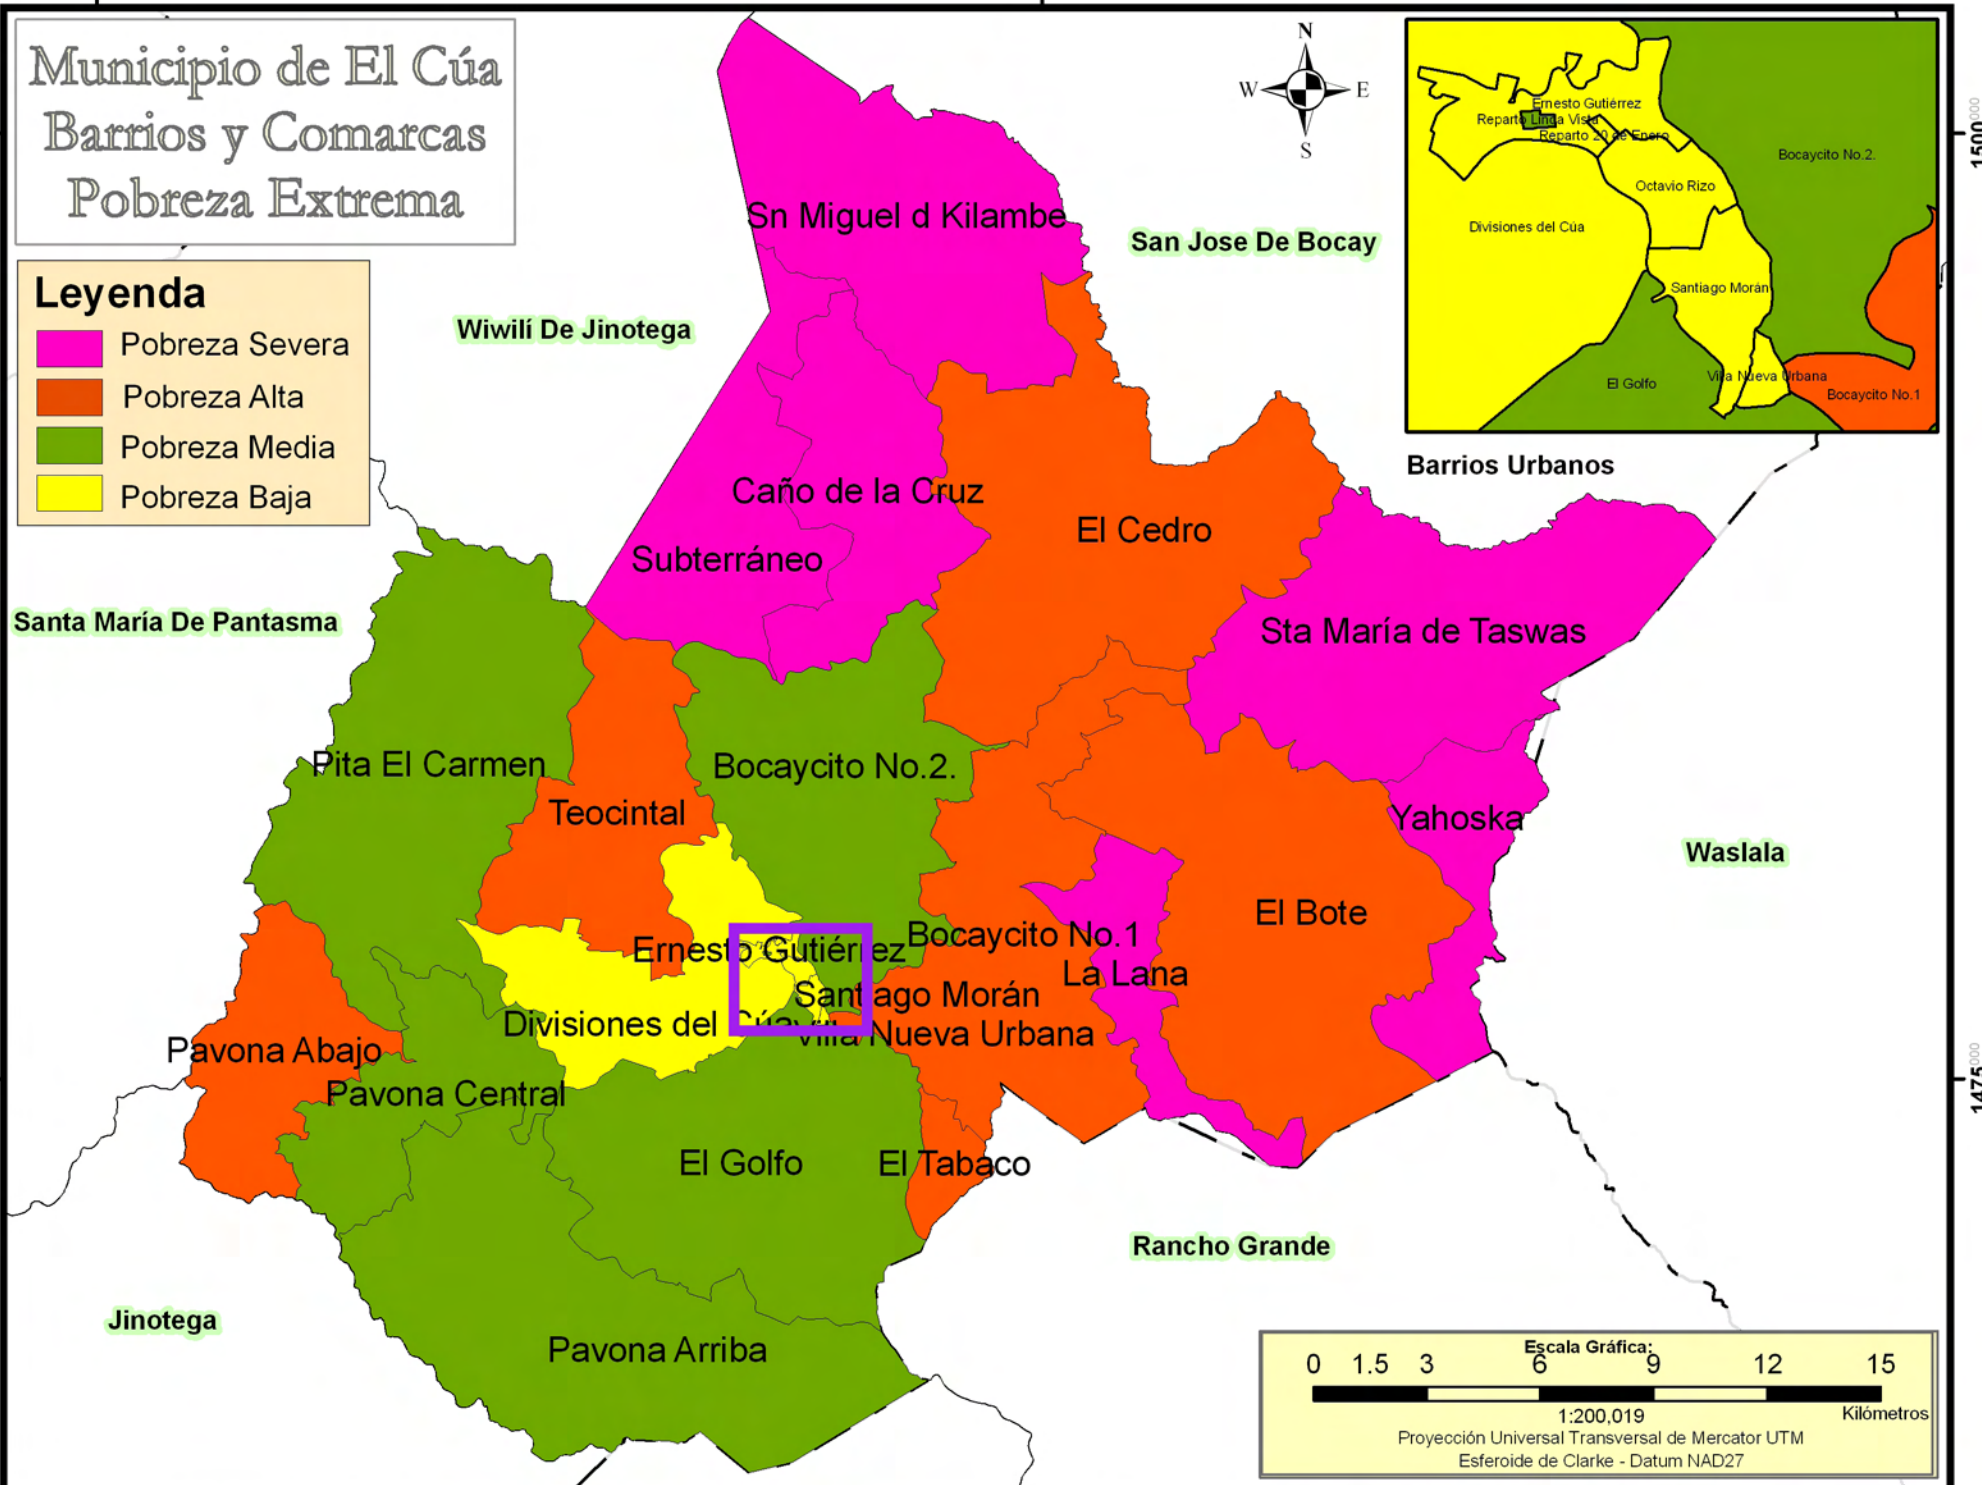 Municipio de El Cúa
Barrios y Comarcas
Pobreza Extrema
Leyenda
Pobreza Severa
Pobreza Alta
Pobreza Media
Pobreza Baja
N
W
E
S
Ernesto Gutiérrez
Reparto Linda Vista
Reparto 20 de Enero
Bocaycito No.2.
Octavio Rizo
Divisiones del Cúa
Santiago Morán
Villa Nueva Urbana
El Golfo
Bocaycito No.1
Barrios Urbanos
1500000
1475000
Sn Miguel d Kilambe
San Jose De Bocay
Wiwilí De Jinotega
Caño de la Cruz
El Cedro
Subterráneo
Santa María De Pantasma
Sta María de Taswas
Pita El Carmen
Bocaycito No.2.
Teocintal
Yahoska
Waslala
El Bote
Ernesto Gutiérrez
Bocaycito No.1
La Lana
Santiago Morán
Divisiones del Cúa
Villa Nueva Urbana
Pavona Abajo
Pavona Central
El Golfo
El Tabaco
Rancho Grande
Jinotega
Pavona Arriba
Escala Gráfica:
0 1.5 3 6 9 12 15
1:200,019
Kilómetros
Proyección Universal Transversal de Mercator UTM
Esferoide de Clarke - Datum NAD27